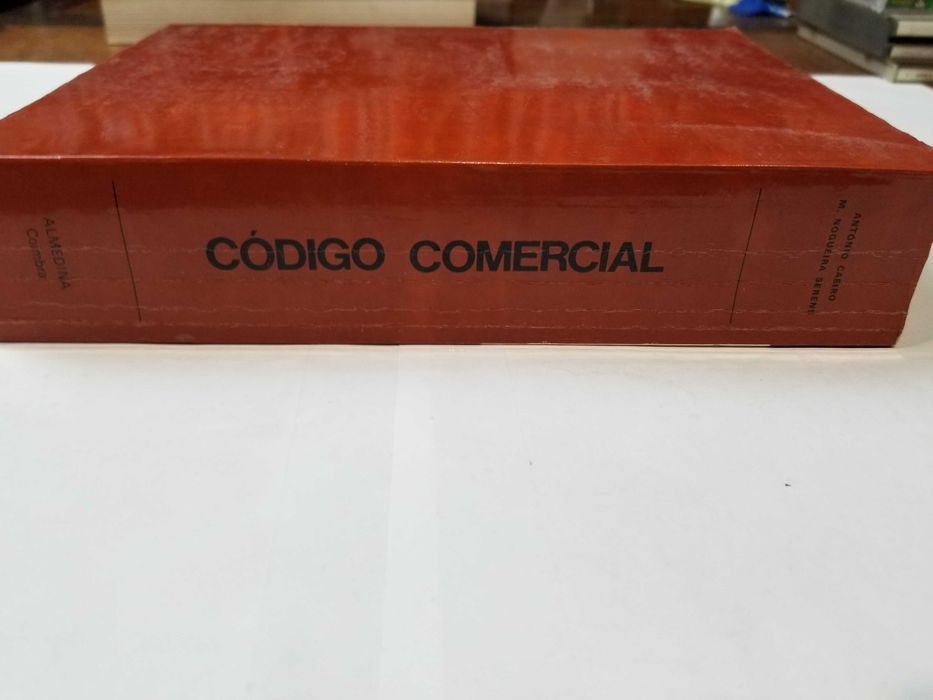 ALMEDINA
Coimbra
CÓDIGO COMERCIAL
ANTÓNIO CAEIRO
M. NOGUEIRA SERENS